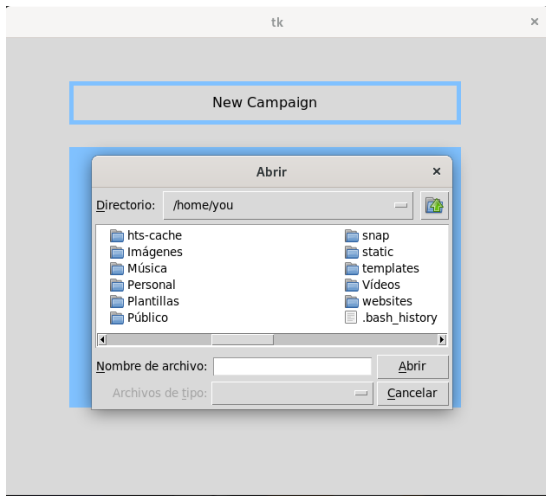 tk
New Campaign
Abrir
Directorio: /home/you
hts-cache
Imágenes
Música
Personal
Plantillas
Público
snap
static
templates
Vídeos
websites
.bash_history
Nombre de archivo:
Abrir
Archivos de tipo:
Cancelar